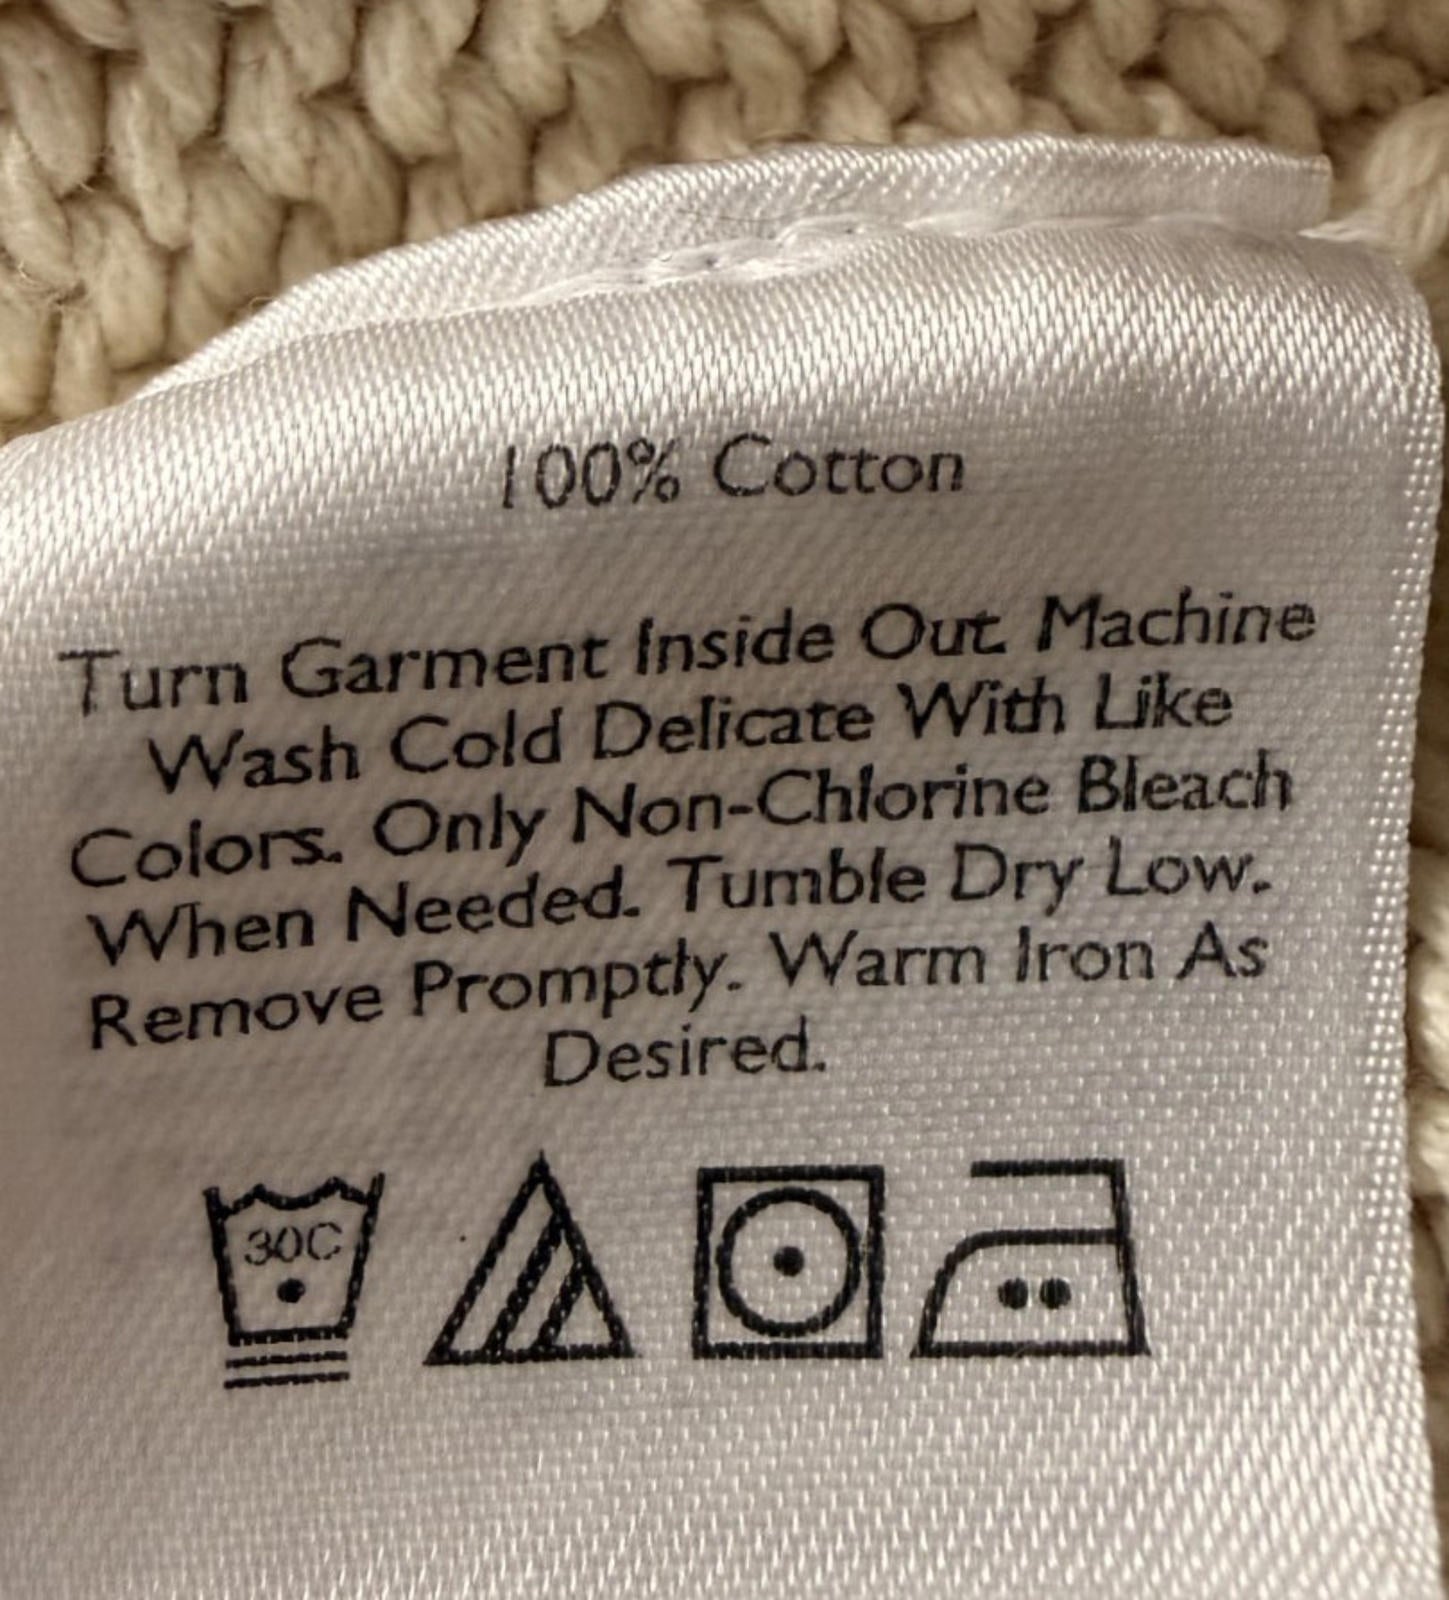 100% Cotton
Turn Garment Inside Out. Machine
Wash Cold Delicate With Like
Colors. Only Non-Chlorine Bleach
When Needed. Tumble Dry Low.
Remove Promptly. Warm Iron As
Desired.
30C